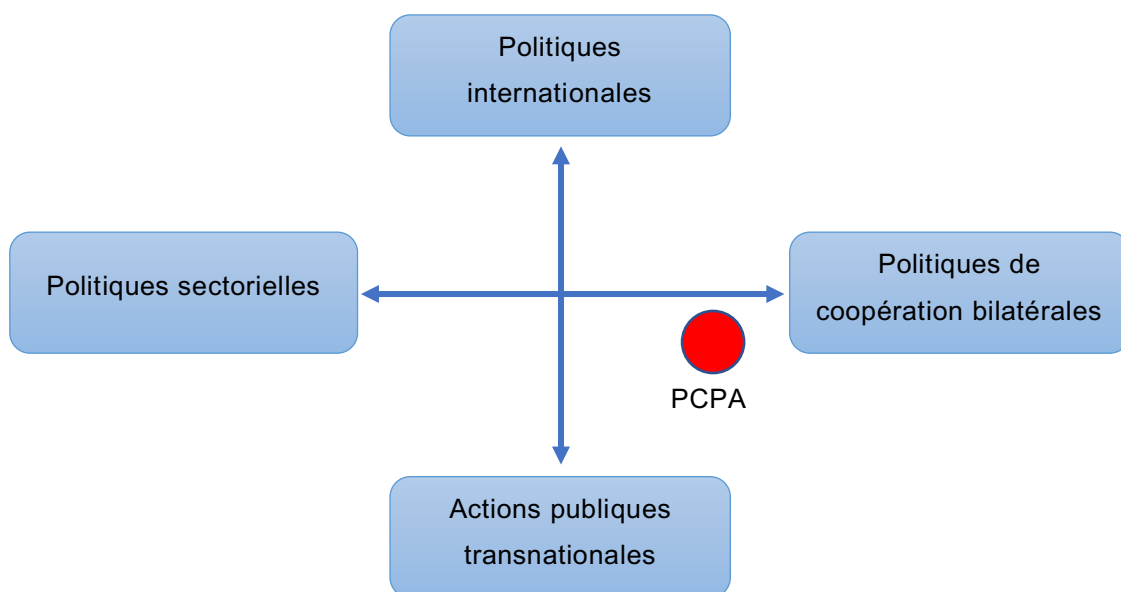 Politiques
internationales
Politiques sectorielles
Politiques de
coopération bilatérales
PCPA
Actions publiques
transnationales